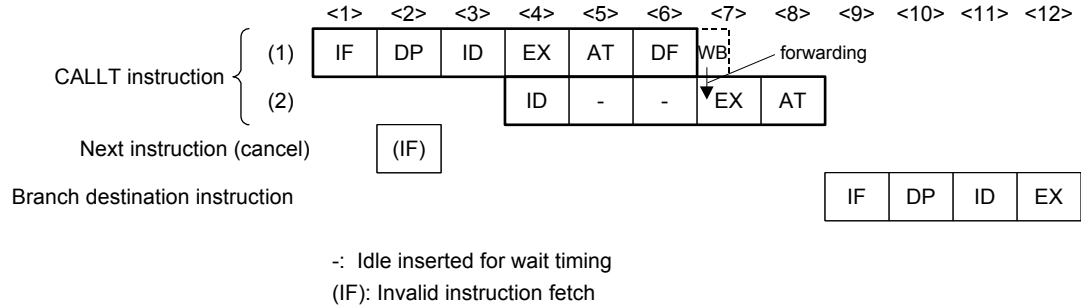 <1> <2> <3> <4> <5> <6> <7> <8> <9> <10> <11> <12>
CALLT instruction
(1) IF DP ID EX AT DF WB forwarding
(2) ID - - EX AT
Next instruction (cancel) (IF)
Branch destination instruction IF DP ID EX
-: Idle inserted for wait timing
(IF): Invalid instruction fetch